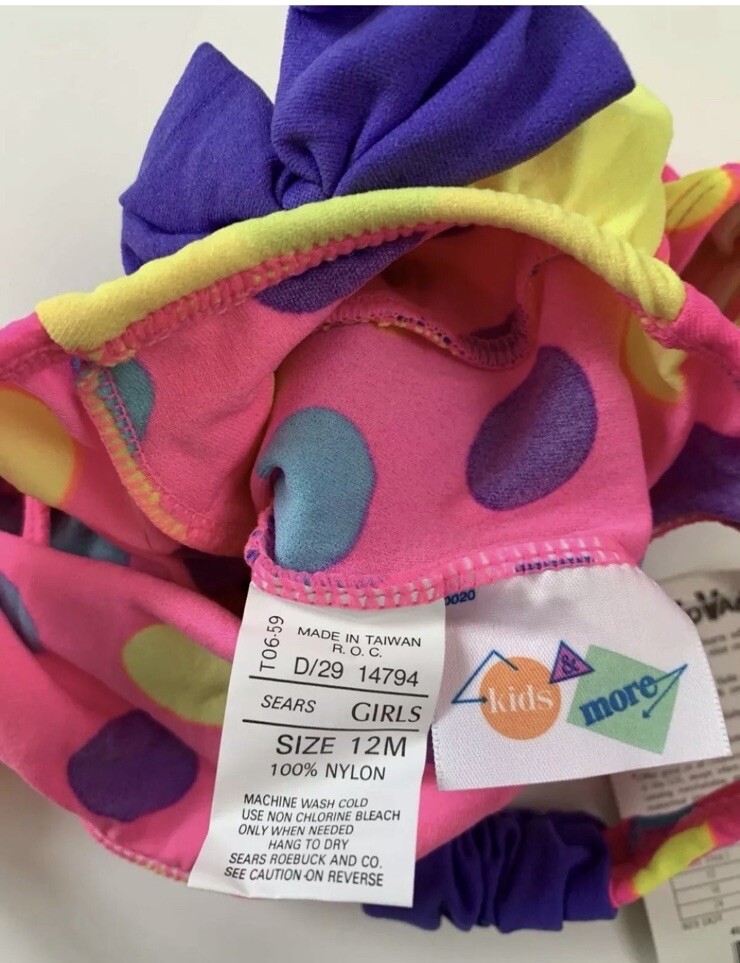 T06-59
MADE IN TAIWAN
R. O. C.
D/29 14794
SEARS GIRLS
SIZE 12M
100% NYLON
MACHINE WASH COLD
USE NON CHLORINE BLEACH
ONLY WHEN NEEDED
HANG TO DRY
SEARS ROEBUCK AND CO.
SEE CAUTION ON REVERSE
0020
kids & more